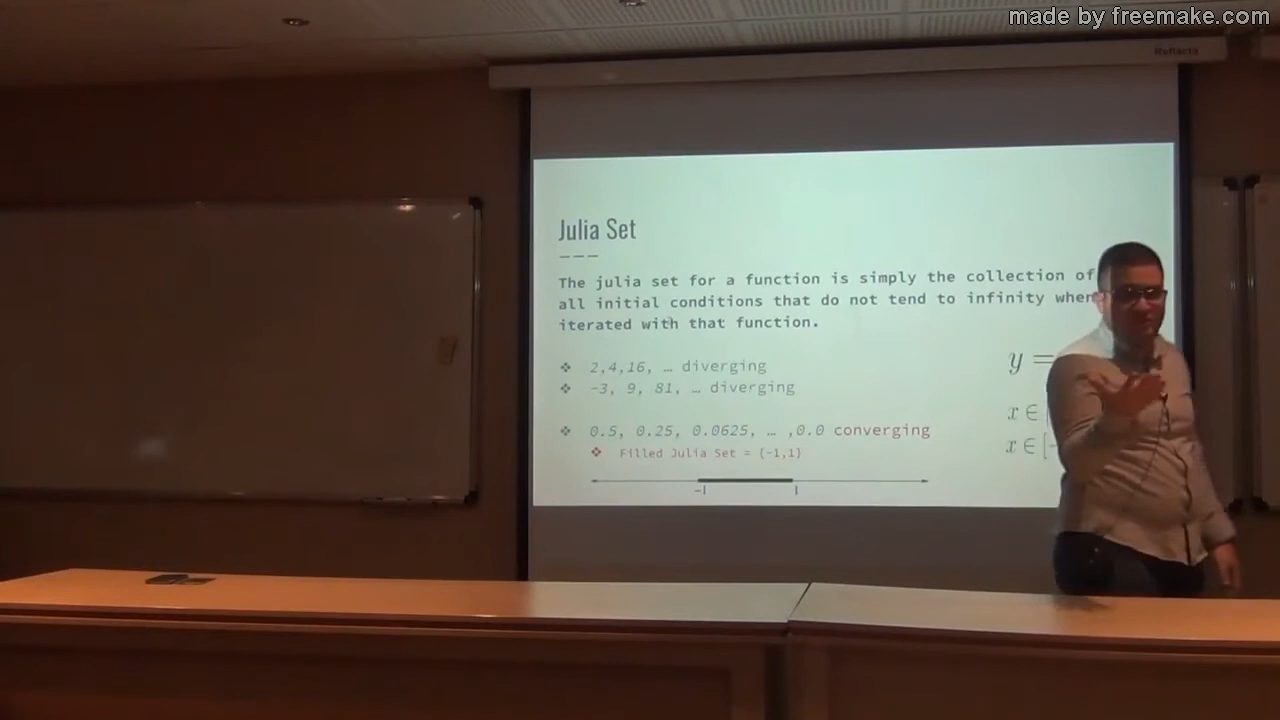 made by freemake.com
Reflecta
Julia Set
The julia set for a function is simply the collection of
all initial conditions that do not tend to infinity when
iterated with that function.
❖ 2,4,16, … diverging
❖ -3, 9, 81, … diverging
❖ 0.5, 0.25, 0.0625, … ,0.0 converging
❖ Filled Julia Set = {-1,1}
-1 1
y =
x ∈ [
x ∈ [-